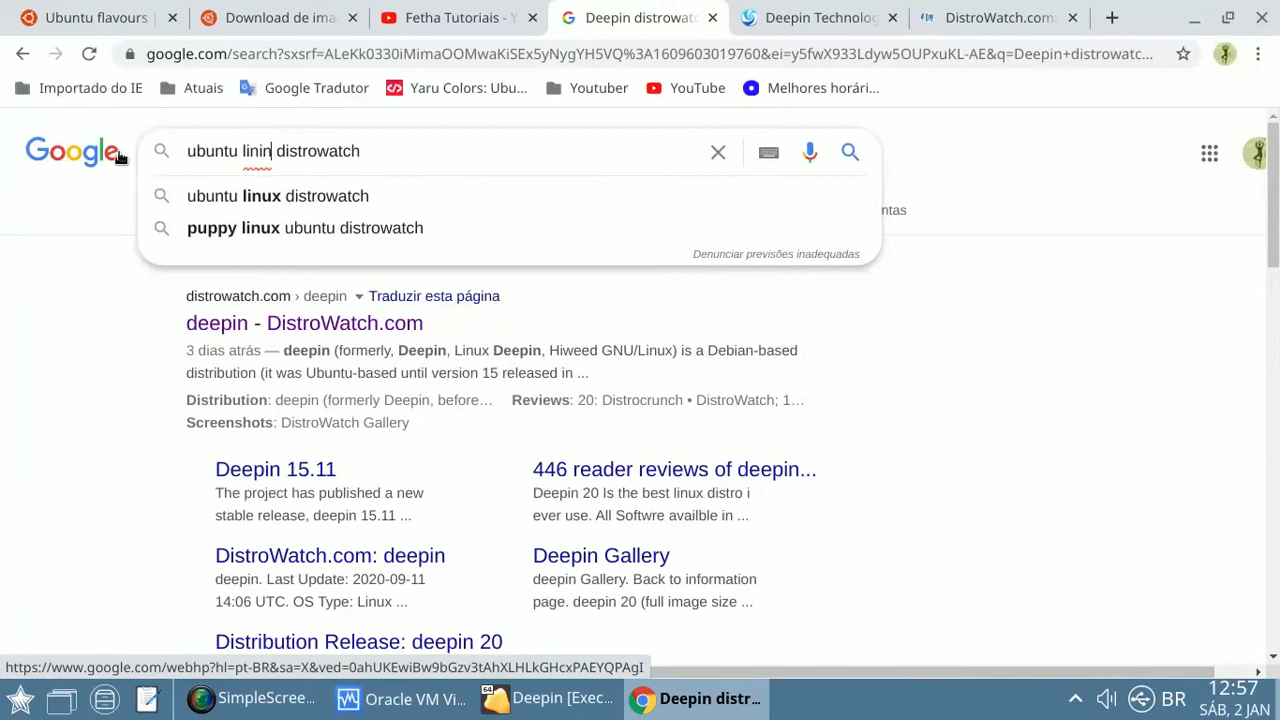 Ubuntu flavours
Download de ima
Fetha Tutoriais - Y
Deepin distrowatc
Deepin Technolog
DistroWatch.com:
google.com/search?sxsrf=ALeKk0330iMimaOOMwaKiSEx5yNygYH5VQ%3A1609603019760&ei=y5fwX933Ldyw5OUPxuKL-AE&q=Deepin+distrowatc...
Importado do IE
Atuais
Google Tradutor
Yaru Colors: Ubu...
Youtuber
YouTube
Melhores horári...
Google
ubuntu linin distrowatch
ubuntu linux distrowatch
puppy linux ubuntu distrowatch
Denunciar previsões inadequadas
ntas
distrowatch.com › deepin Traduzir esta página
deepin - DistroWatch.com
3 dias atrás — deepin (formerly, Deepin, Linux Deepin, Hiweed GNU/Linux) is a Debian-based
distribution (it was Ubuntu-based until version 15 released in ...
Distribution: deepin (formerly Deepin, before… Reviews: 20: Distrocrunch • DistroWatch; 1…
Screenshots: DistroWatch Gallery
Deepin 15.11
The project has published a new
stable release, deepin 15.11 ...
446 reader reviews of deepin...
Deepin 20 Is the best linux distro i
ever use. All Softwre availble in ...
DistroWatch.com: deepin
deepin. Last Update: 2020-09-11
14:06 UTC. OS Type: Linux ...
Deepin Gallery
deepin Gallery. Back to information
page. deepin 20 (full image size ...
Distribution Release: deepin 20
https://www.google.com/webhp?hl=pt-BR&sa=X&ved=0ahUKEwiBw9bGzv3tAhXLHLkGHcxPAEYQPAgI
SimpleScree...
Oracle VM Vi...
64
Deepin [Exec...
Deepin distr...
BR
12:57
SÁB, 2 JAN